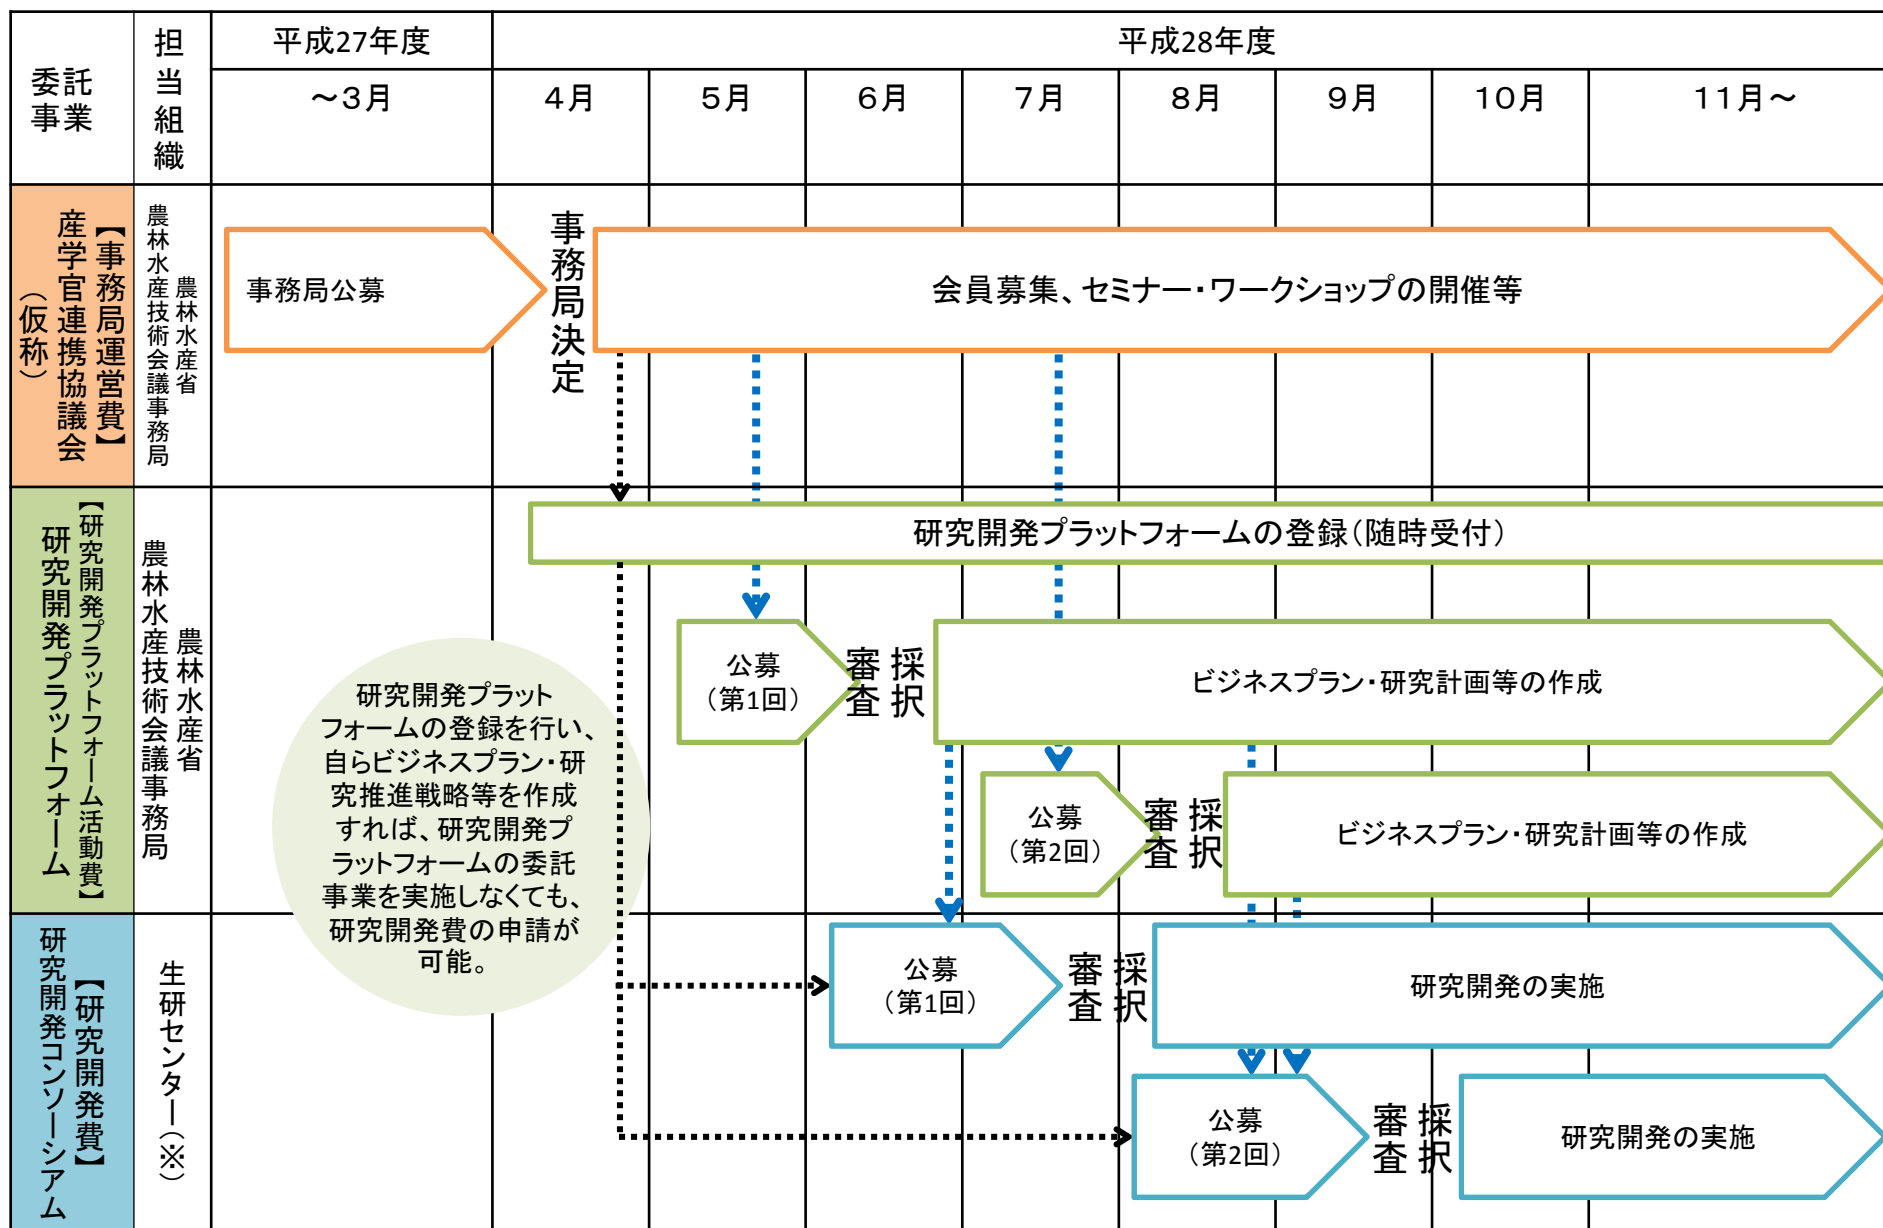 委託
事業
担当組織
平成27年度
平成28年度
～3月
4月
5月
6月
7月
8月
9月
10月
11月～
【事務局運営費】
産学官連携協議会
（仮称）
農林水産省
農林水産技術会議事務局
事務局公募
事務局決定
会員募集、セミナー・ワークショップの開催等
【研究開発プラットフォーム活動費】
研究開発プラットフォーム
農林水産省
農林水産技術会議事務局
研究開発プラットフォームの登録（随時受付）
公募
（第1回）
審査
採択
ビジネスプラン・研究計画等の作成
公募
（第2回）
審査
採択
ビジネスプラン・研究計画等の作成
研究開発プラット
フォームの登録を行い、
自らビジネスプラン・研
究推進戦略等を作成
すれば、研究開発プ
ラットフォームの委託
事業を実施しなくても、
研究開発費の申請が
可能。
【研究開発費】
研究開発コンソーシアム
生研センター（※）
公募
（第1回）
審査
採択
研究開発の実施
公募
（第2回）
審査
採択
研究開発の実施